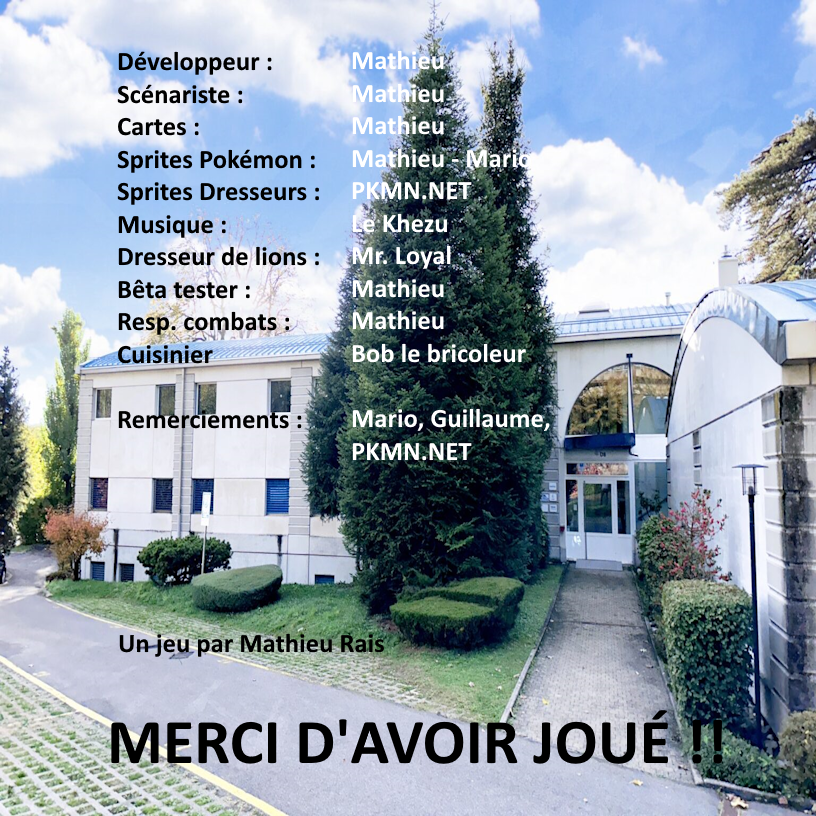 Développeur : Mathieu
Scénariste : Mathieu
Cartes : Mathieu
Sprites Pokémon : Mathieu - Mario
Sprites Dresseurs : PKMN.NET
Musique : Le Khezu
Dresseur de lions : Mr. Loyal
Bêta tester : Mathieu
Resp. combats : Mathieu
Cuisinier Bob le bricoleur
Remerciements : Mario, Guillaume,
PKMN.NET
Un jeu par Mathieu Rais
MERCI D'AVOIR JOUÉ !!